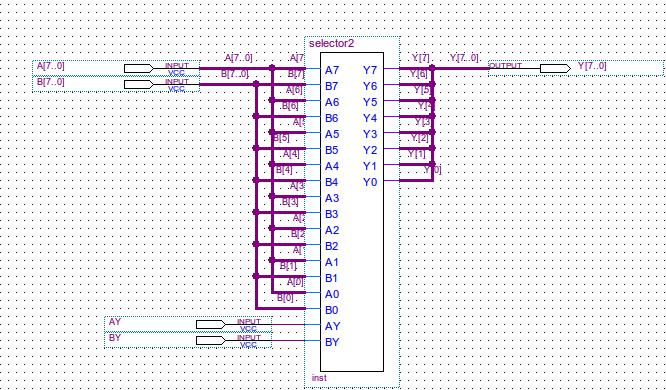 selector2
A[7..0] INPUT VCC A[7..0] A[7 A7 Y7 Y[7] Y[7..0] OUTPUT Y[7..0]
B[7..0] INPUT VCC B[7..0] B[7] B7 Y6 Y[6]
A[6] A6 Y5 Y[5]
B[6] B6 Y4 Y[4
A[ A5 Y3 Y[3]
B[5] B5 Y2 Y[2]
A[4] A4 Y1 Y[1]
B[4] B4 Y0 Y[0]
A[3 A3
B[3] B3
A[2 A2
B[2 B2
A[ A1
B[1] B1
A[0] A0
B[0] B0
AY INPUT VCC AY
BY INPUT VCC BY
inst